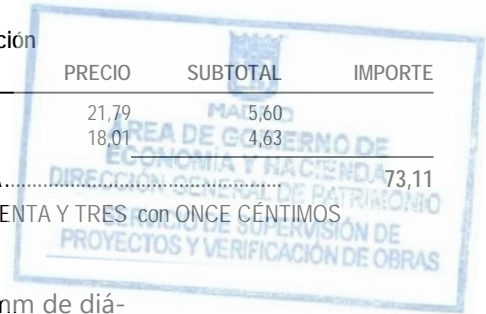 ción
PRECIO SUBTOTAL IMPORTE
21,79 5,60
18,01 4,63
A........................................................ 73,11
ENTA Y TRES con ONCE CÉNTIMOS
mm de diá-
MADRID
ÁREA DE GOBIERNO DE
ECONOMÍA Y HACIENDA
DIRECCIÓN GENERAL DE PATRIMONIO
SERVICIO DE SUPERVISIÓN DE
PROYECTOS Y VERIFICACIÓN DE OBRAS